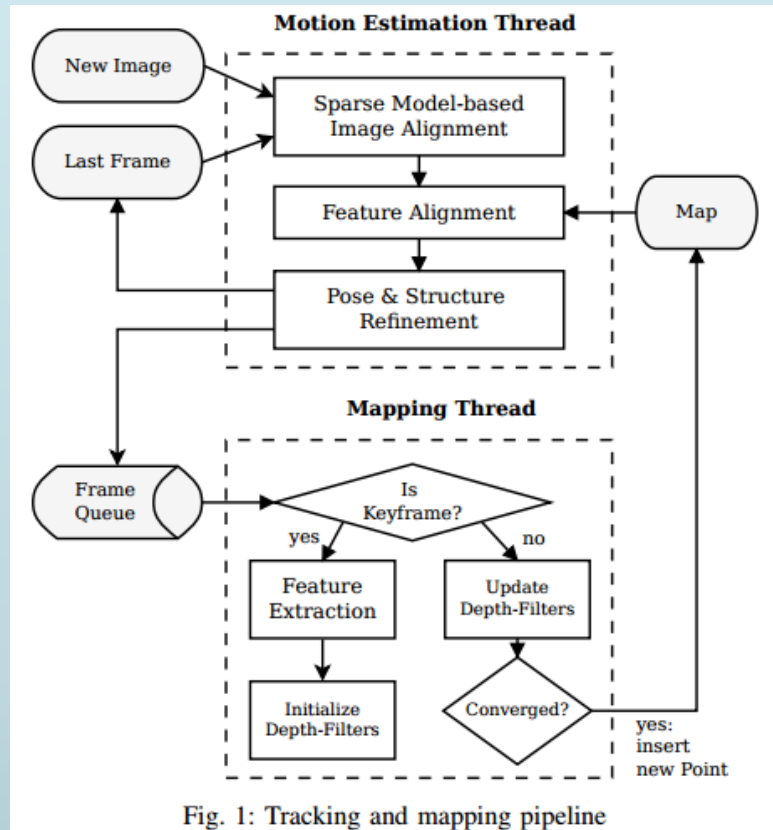 Motion Estimation Thread
New Image
Sparse Model-based
Image Alignment
Last Frame
Feature Alignment
Map
Pose & Structure
Refinement
Mapping Thread
Frame
Queue
Is
Keyframe?
yes
no
Feature
Extraction
Update
Depth-Filters
Initialize
Depth-Filters
Converged?
yes:
insert
new Point
Fig. 1: Tracking and mapping pipeline